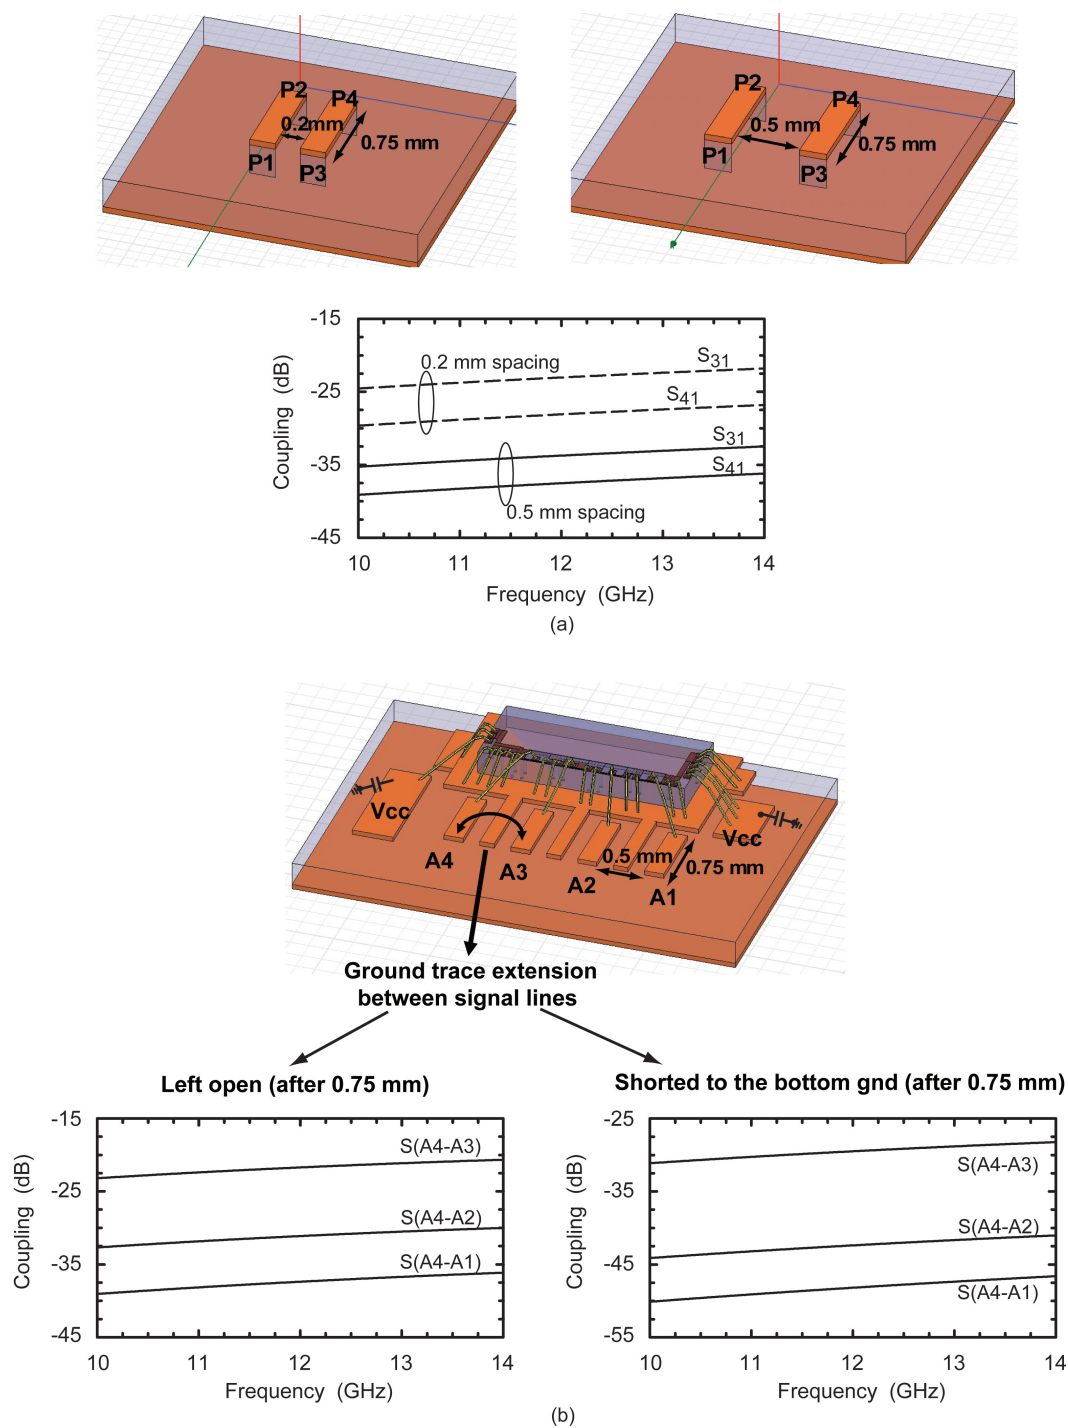 P2
P4
0.2mm
0.75 mm
P1
P3
P2
P4
0.5 mm
0.75 mm
P1
P3
-15
-25
-35
-45
Coupling (dB)
0.2 mm spacing
S31
S41
S31
S41
0.5 mm spacing
10 11 12 13 14
Frequency (GHz)
(a)
Vcc
Vcc
A4
A3
A2
A1
0.5 mm
0.75 mm
Ground trace extension
between signal lines
Left open (after 0.75 mm)
-15
-25
-35
-45
Coupling (dB)
S(A4-A3)
S(A4-A2)
S(A4-A1)
10 11 12 13 14
Frequency (GHz)
Shorted to the bottom gnd (after 0.75 mm)
-25
-35
-45
-55
Coupling (dB)
S(A4-A3)
S(A4-A2)
S(A4-A1)
10 11 12 13 14
Frequency (GHz)
(b)